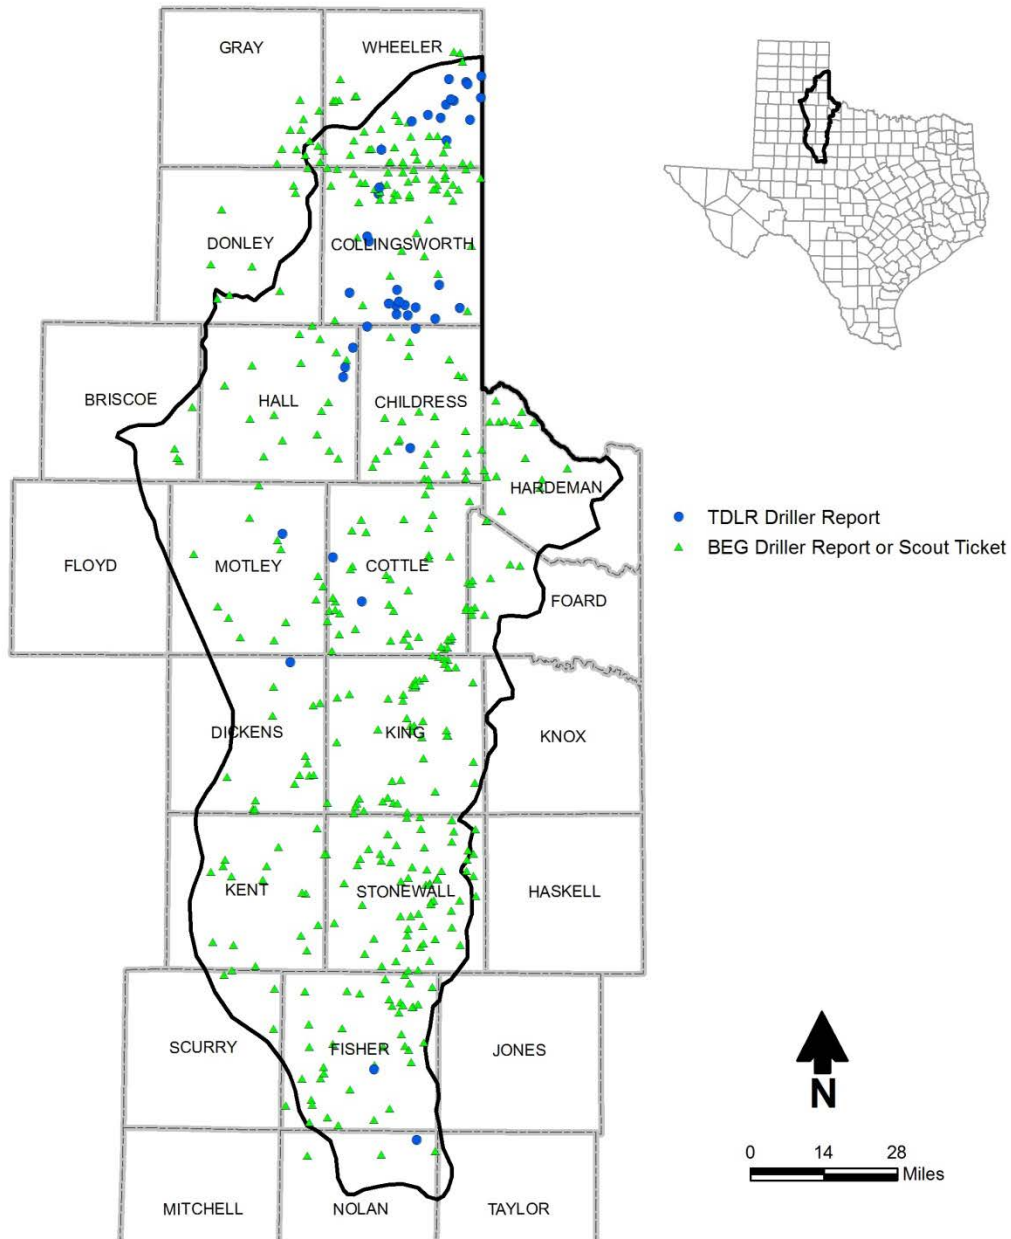 GRAY
WHEELER
DONLEY
COLLINGSWORTH
BRISCOE
HALL
CHILDRESS
HARDEMAN
TDLR Driller Report
BEG Driller Report or Scout Ticket
FLOYD
MOTLEY
COTTLE
FOARD
DICKENS
KING
KNOX
KENT
STONEWALL
HASKELL
SCURRY
FISHER
JONES
N
0 14 28
Miles
MITCHELL
NOLAN
TAYLOR